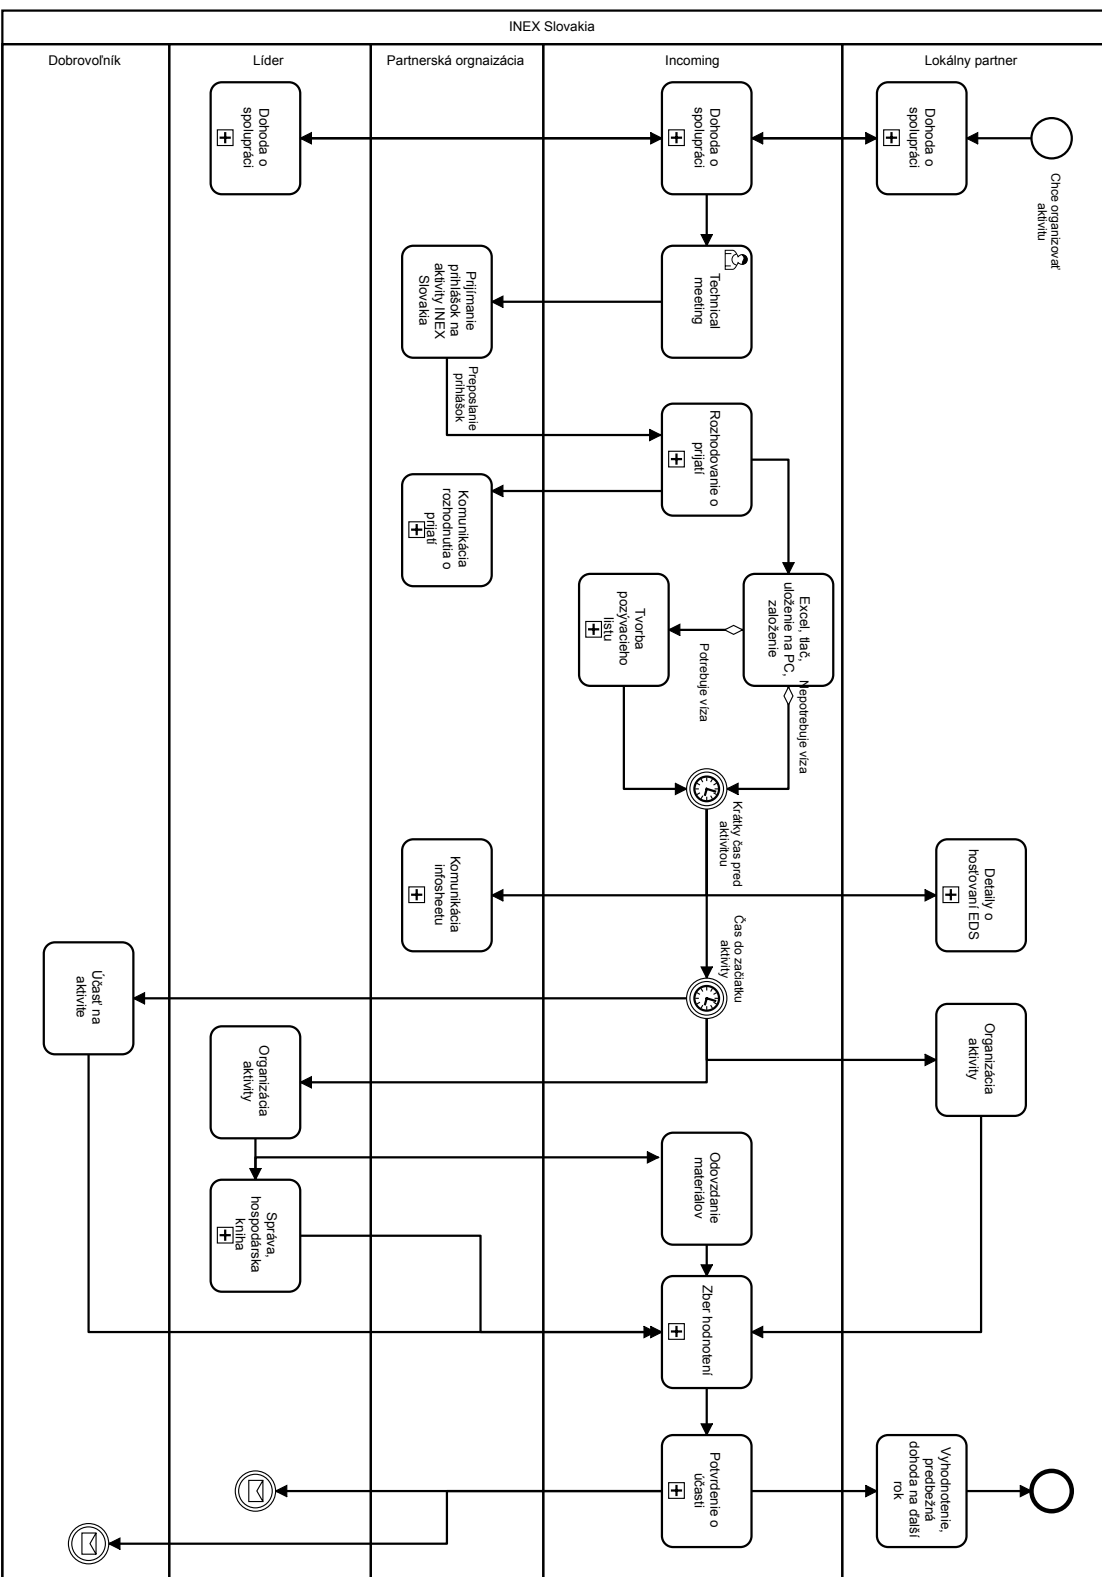 INEX Slovakia
Dobrovoľník
Líder
Partnerská orgnaizácia
Incoming
Lokálny partner
Chce organizovať
aktivitu
Dohoda o
spolupráci
Dohoda o
spolupráci
Dohoda o
spolupráci
Technical
meeting
Prijímanie
prihlášok na
aktivity INEX
Slovakia
Preposlanie
prihlášok
Rozhodovanie o
prijatí
Komunikácia
rozhodnutia o
prijatí
Excel, tlač,
uloženie na PC,
založenie
Tvorba
pozývacieho
listu
Potrebuje víza
Nepotrebuje víza
Krátky čas pred
aktivitou
Komunikácia
infosheetu
Detaily o
hosťovaní EDS
Čas do začiatku
aktivity
Účasť na
aktivite
Organizácia
aktivity
Organizácia
aktivity
Správa,
hospodárska
kniha
Odovzdanie
materiálov
Zber hodnotení
Potvrdenie o
účasti
Vyhodnotenie,
predbežná
dohoda na ďalší
rok